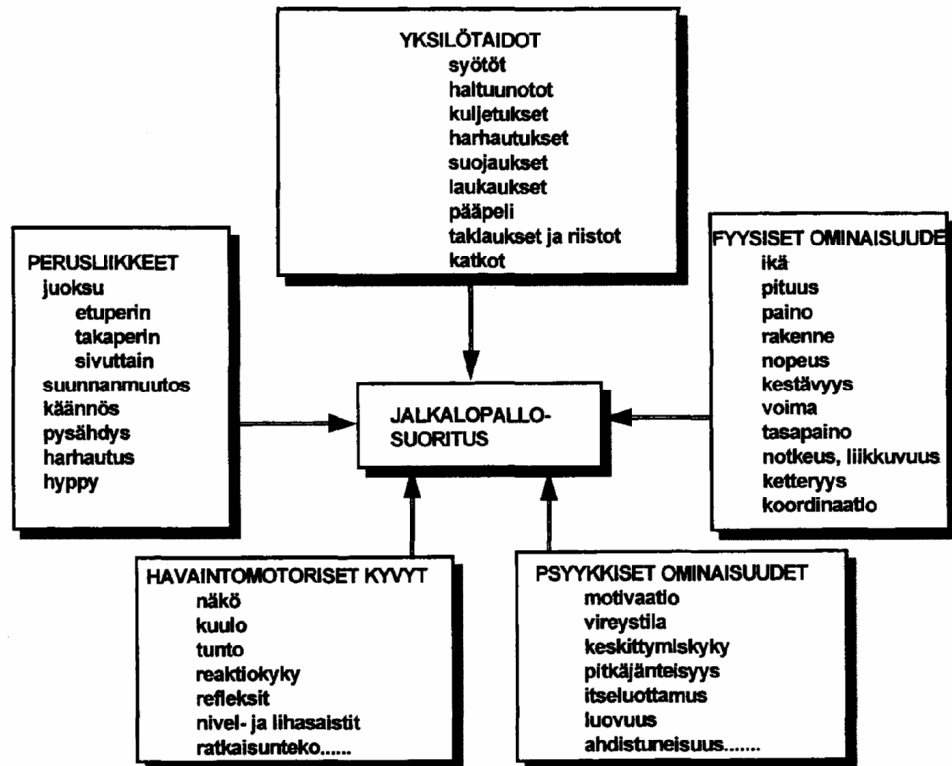 YKSILÖTAIDOT
syötöt
haltuunotot
kuljetukset
harhautukset
suojaukset
laukaukset
pääpeli
taklaukset ja riistot
katkot
PERUSLIIKKEET
juoksu
etuperin
takaperin
sivuttain
suunnanmuutos
käännös
pysähdys
harhautus
hyppy
FYYSISET OMINAISUUDE
ikä
pituus
paino
rakenne
nopeus
kestävyys
voima
tasapaino
notkeus, liikkuvuus
ketteryys
koordinaatio
JALKALOPALLO-
SUORITUS
HAVAINTOMOTORISET KYVYT
näkö
kuulo
tunto
reaktiokyky
refleksit
nivel- ja lihasaistit
ratkaisunteko......
PSYYKKISET OMINAISUUDET
motivaatio
vireystila
keskittymiskyky
pitkäjänteisyys
itseluottamus
luovuus
ahdistuneisuus.......